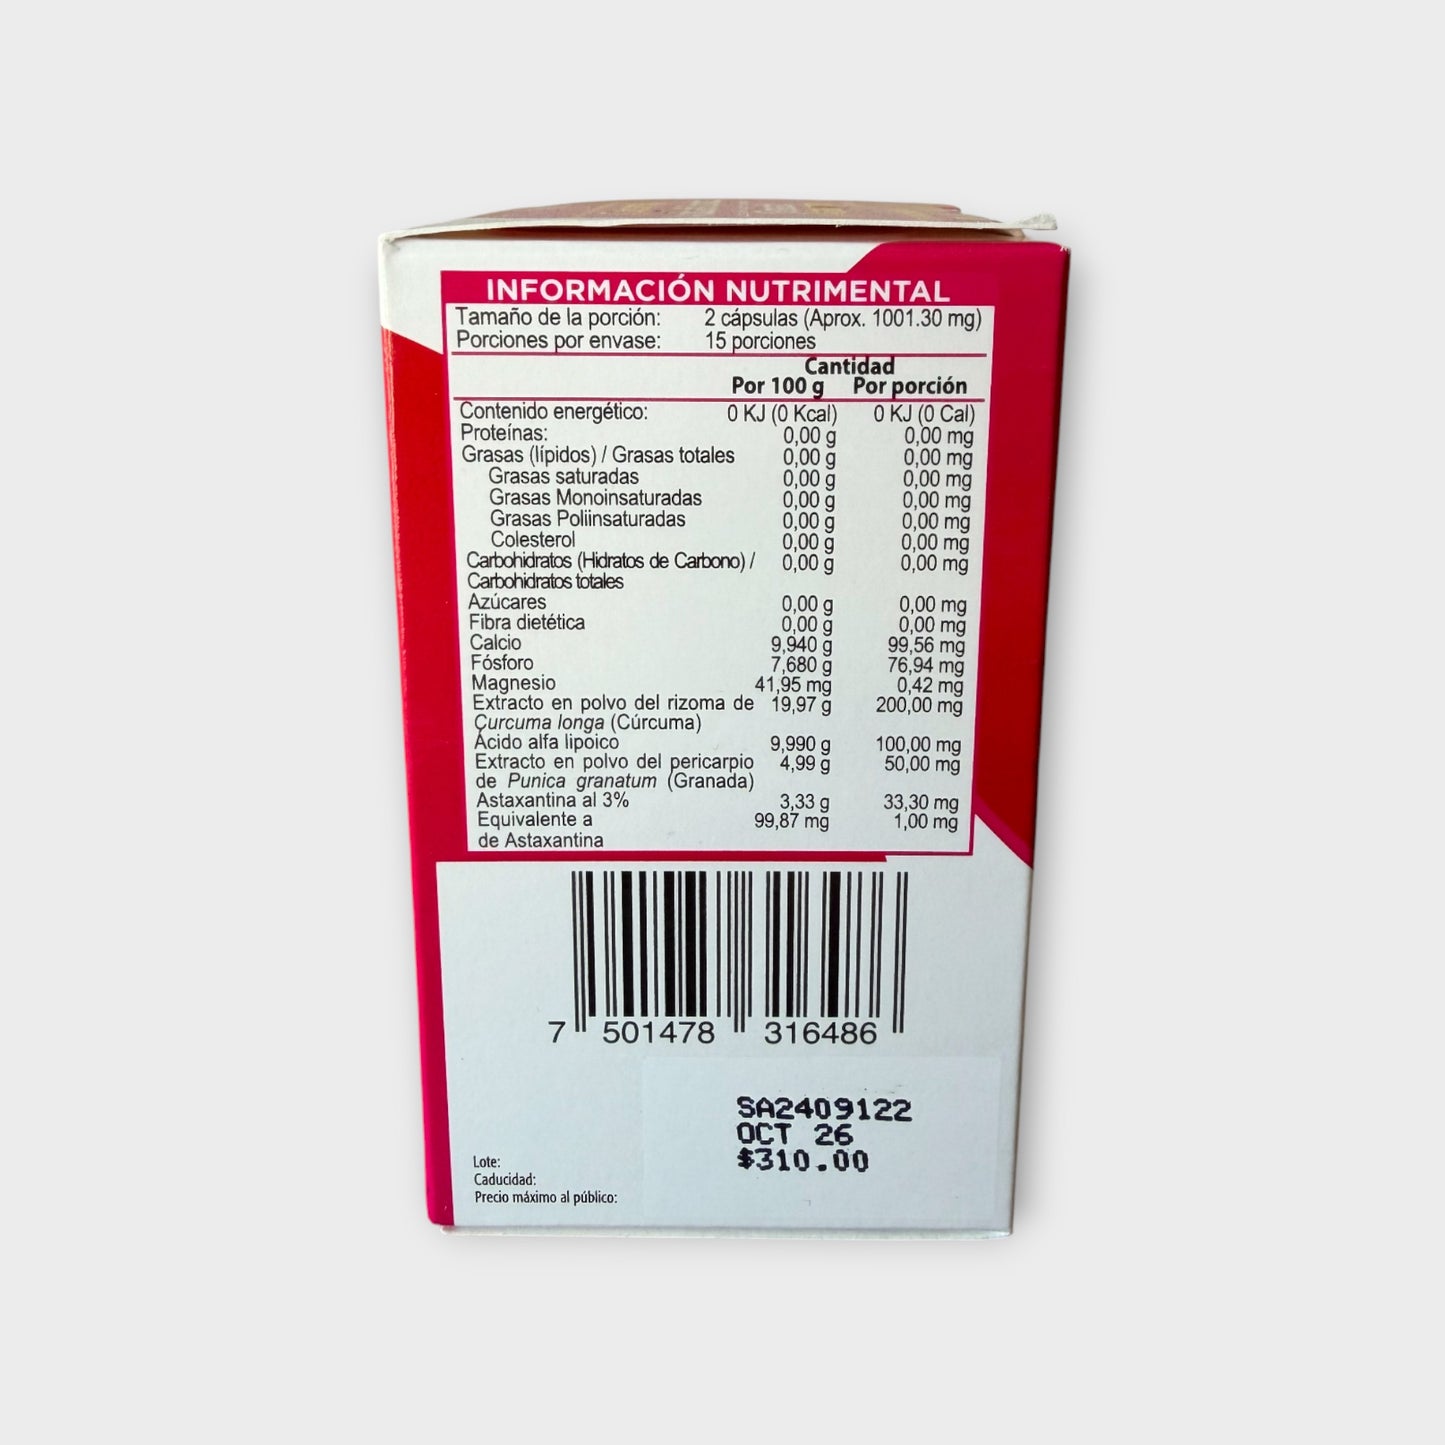 INFORMACIÓN NUTRIMENTAL
Tamaño de la porción: 2 cápsulas (Aprox. 1001.30 mg)
Porciones por envase: 15 porciones
Cantidad
Por 100 g Por porción
Contenido energético: 0 KJ (0 Kcal) 0 KJ (0 Cal)
Proteínas: 0,00 g 0,00 mg
Grasas (lípidos) / Grasas totales 0,00 g 0,00 mg
Grasas saturadas 0,00 g 0,00 mg
Grasas Monoinsaturadas 0,00 g 0,00 mg
Grasas Poliinsaturadas 0,00 g 0,00 mg
Colesterol 0,00 g 0,00 mg
Carbohidratos (Hidratos de Carbono) / 0,00 g 0,00 mg
Carbohidratos totales
Azúcares 0,00 g 0,00 mg
Fibra dietética 0,00 g 0,00 mg
Calcio 9,940 g 99,56 mg
Fósforo 7,680 g 76,94 mg
Magnesio 41,95 mg 0,42 mg
Extracto en polvo del rizoma de 19,97 g 200,00 mg
Curcuma longa (Cúrcuma)
Ácido alfa lipoico 9,990 g 100,00 mg
Extracto en polvo del pericarpio 4,99 g 50,00 mg
de Punica granatum (Granada)
Astaxantina al 3% 3,33 g 33,30 mg
Equivalente a 99,87 mg 1,00 mg
de Astaxantina
7 501478 316486
SA2409122
OCT 26
$310.00
Lote:
Caducidad:
Precio máximo al público: